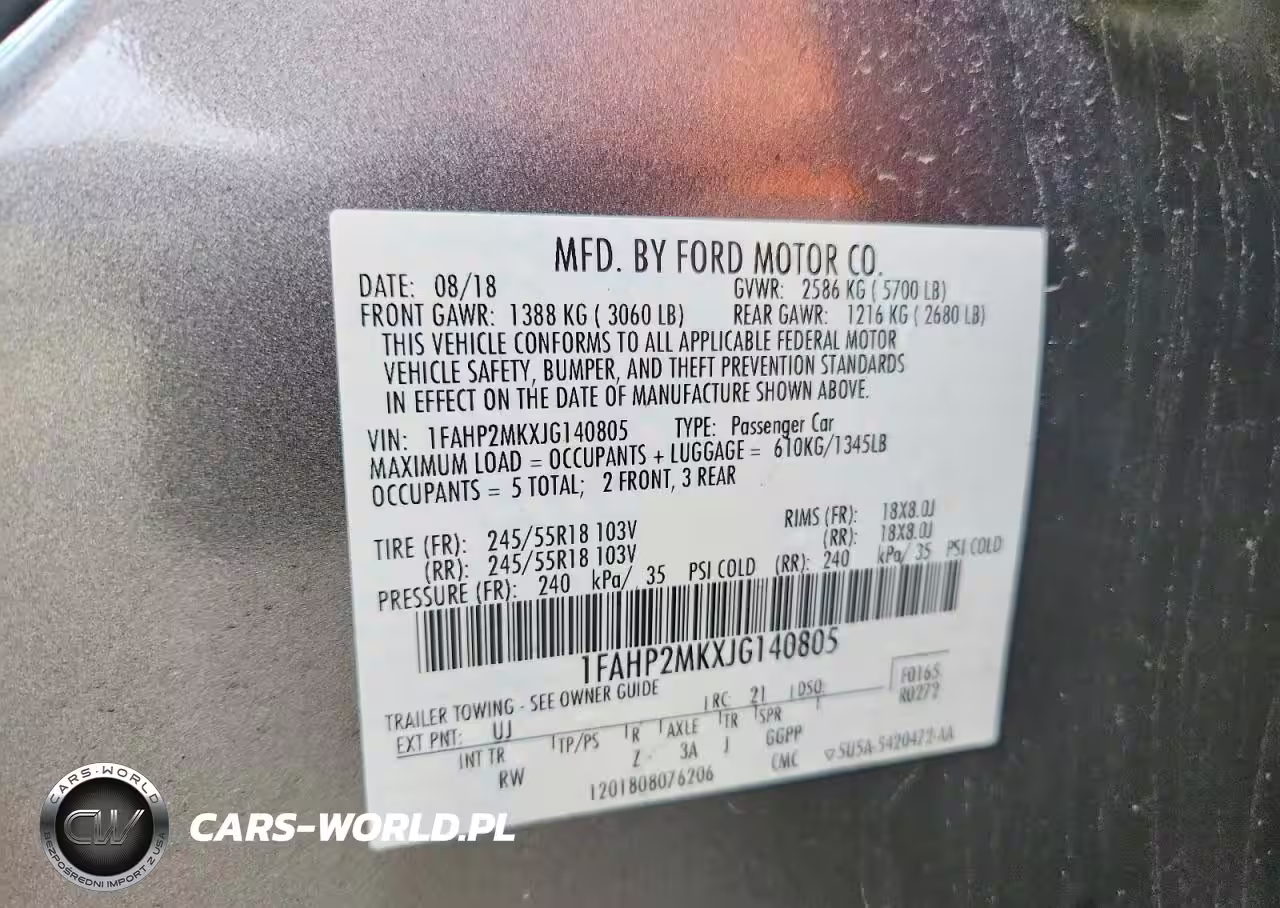 MFD. BY FORD MOTOR CO.
DATE: 08/18 GVWR: 2586 KG ( 5700 LB)
FRONT GAWR: 1388 KG ( 3060 LB) REAR GAWR: 1216 KG ( 2680 LB)
THIS VEHICLE CONFORMS TO ALL APPLICABLE FEDERAL MOTOR
VEHICLE SAFETY, BUMPER, AND THEFT PREVENTION STANDARDS
IN EFFECT ON THE DATE OF MANUFACTURE SHOWN ABOVE.
VIN: 1FAHP2MKXJG140805 TYPE: Passenger Car
MAXIMUM LOAD = OCCUPANTS + LUGGAGE = 610KG/1345LB
OCCUPANTS = 5 TOTAL; 2 FRONT, 3 REAR
TIRE (FR): 245/55R18 103V RIMS (FR): 18X8.0J
(RR): 245/55R18 103V (RR): 18X8.0J
PRESSURE (FR): 240 kPa/ 35 PSI COLD (RR): 240 kPa/ 35 PSI COLD
1FAHP2MKXJG140805
TRAILER TOWING - SEE OWNER GUIDE
EXT PNT: UJ RC: 21 DSO: F0165
R0272
INT TR TP/PS R AXLE TR SPR
RW Z 3A J GGPP
1201808076206 CMC ▽5U5A-5420472-AA
CARS-WORLD
CW
BEZPOŚREDNI IMPORT Z USA
CARS-WORLD.PL